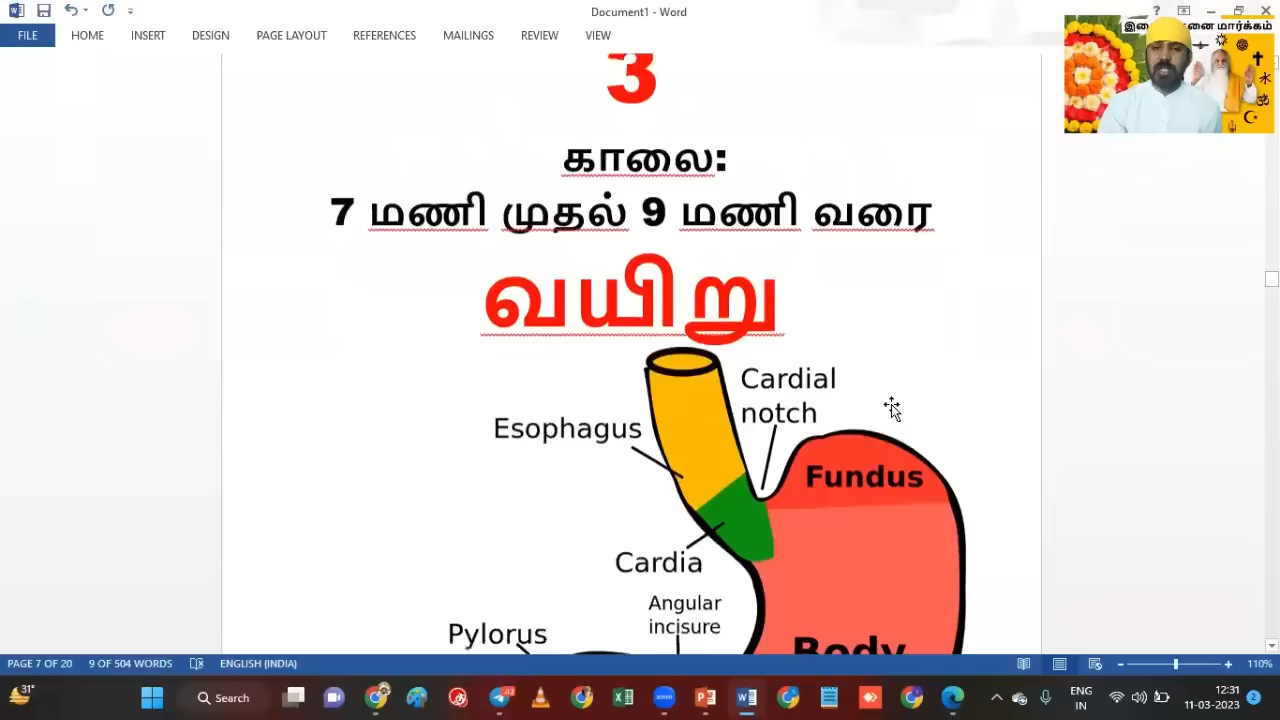 Document1 - Word
FILE HOME INSERT DESIGN PAGE LAYOUT REFERENCES MAILINGS REVIEW VIEW
மார்க்கம்
3
காலை:
7 மணி முதல் 9 மணி வரை
வயிறு
Cardial
notch
Esophagus
Fundus
Cardia
Angular
incisure
Pylorus
Body
PAGE 7 OF 20 9 OF 504 WORDS ENGLISH (INDIA) 110%
31° Search ENG 12:31
IN 11-03-2023